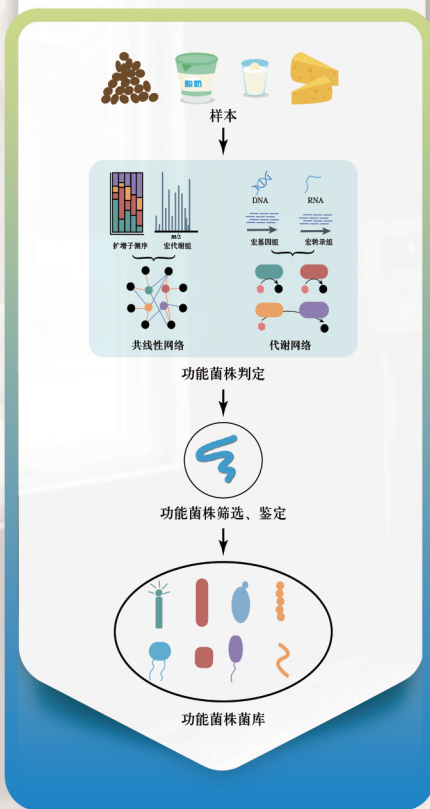 酸奶
样本
DNA
RNA
m/s
扩增子测序
宏代谢组
宏基因组
宏转录组
共线性网络
代谢网络
功能菌株判定
功能菌株筛选、鉴定
功能菌株菌库